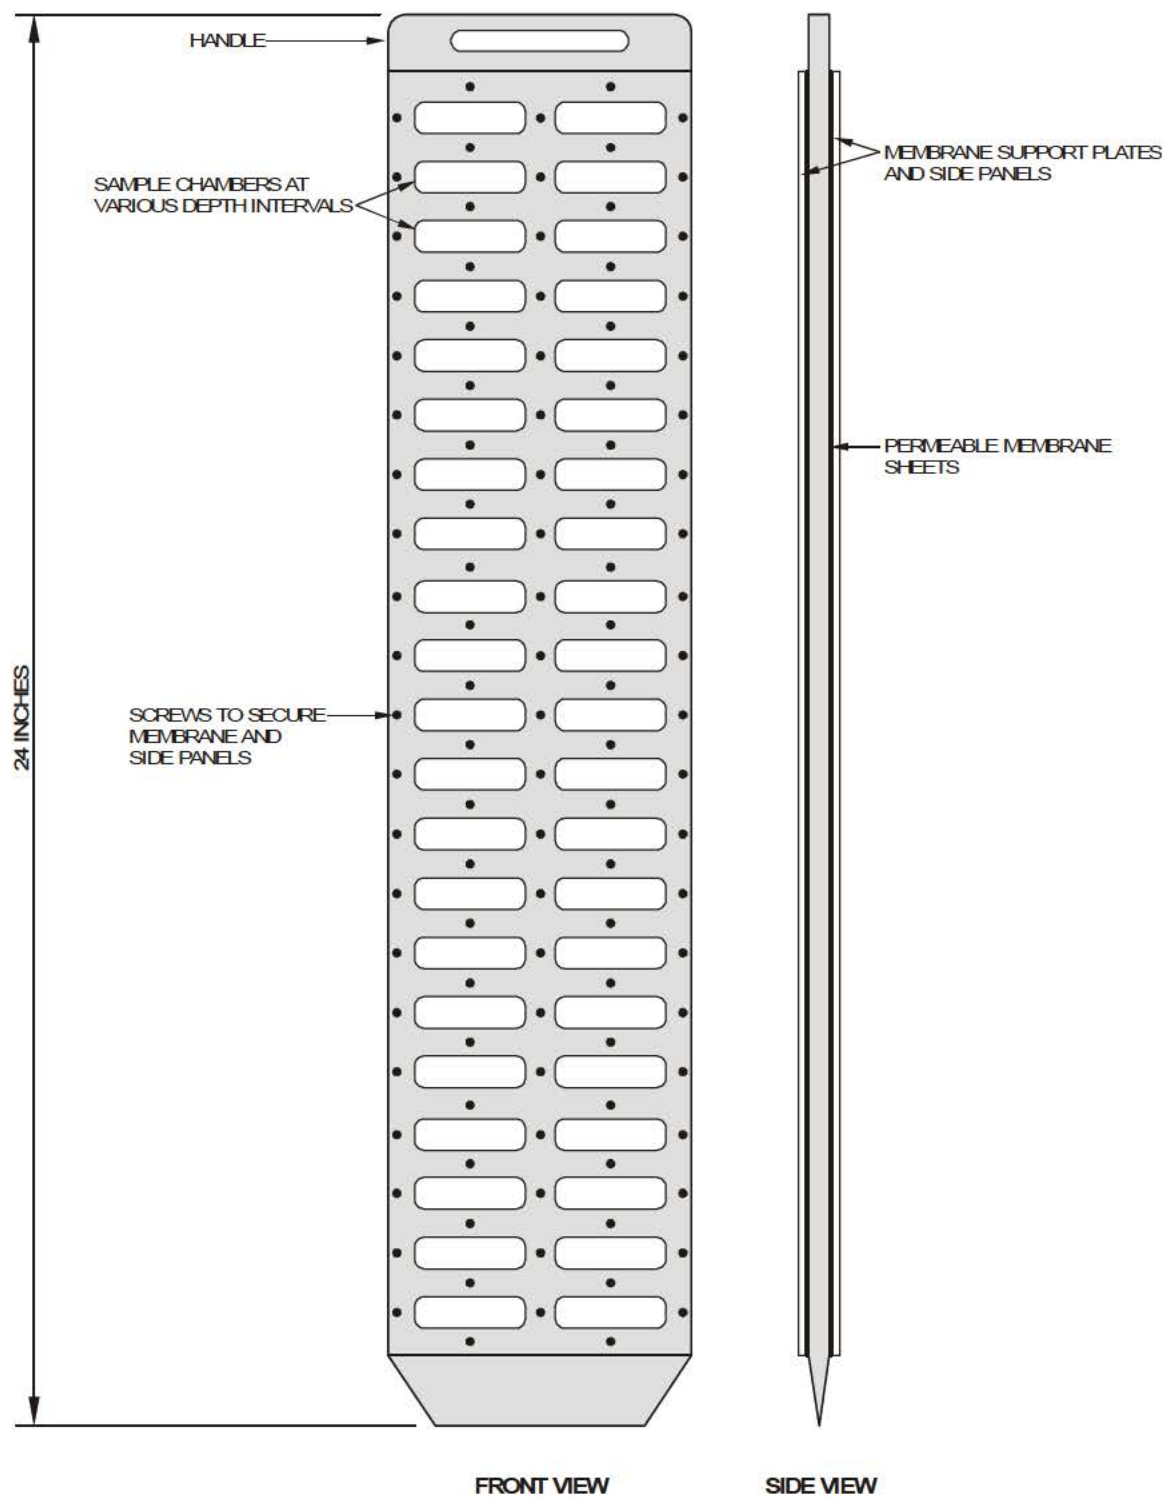 HANDLE
MEMBRANE SUPPORT PLATES
AND SIDE PANELS
SAMPLE CHAMBERS AT
VARIOUS DEPTH INTERVALS
PERMEABLE MEMBRANE
SHEETS
24 INCHES
SCREWS TO SECURE
MEMBRANE AND
SIDE PANELS
FRONT VIEW
SIDE VIEW